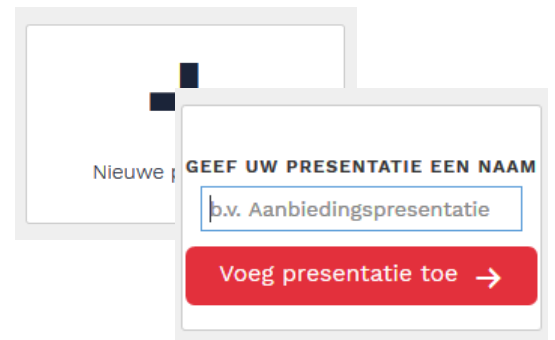 Nieuwe
GEEF UW PRESENTATIE EEN NAAM
b.v. Aanbiedingspresentatie
Voeg presentatie toe →